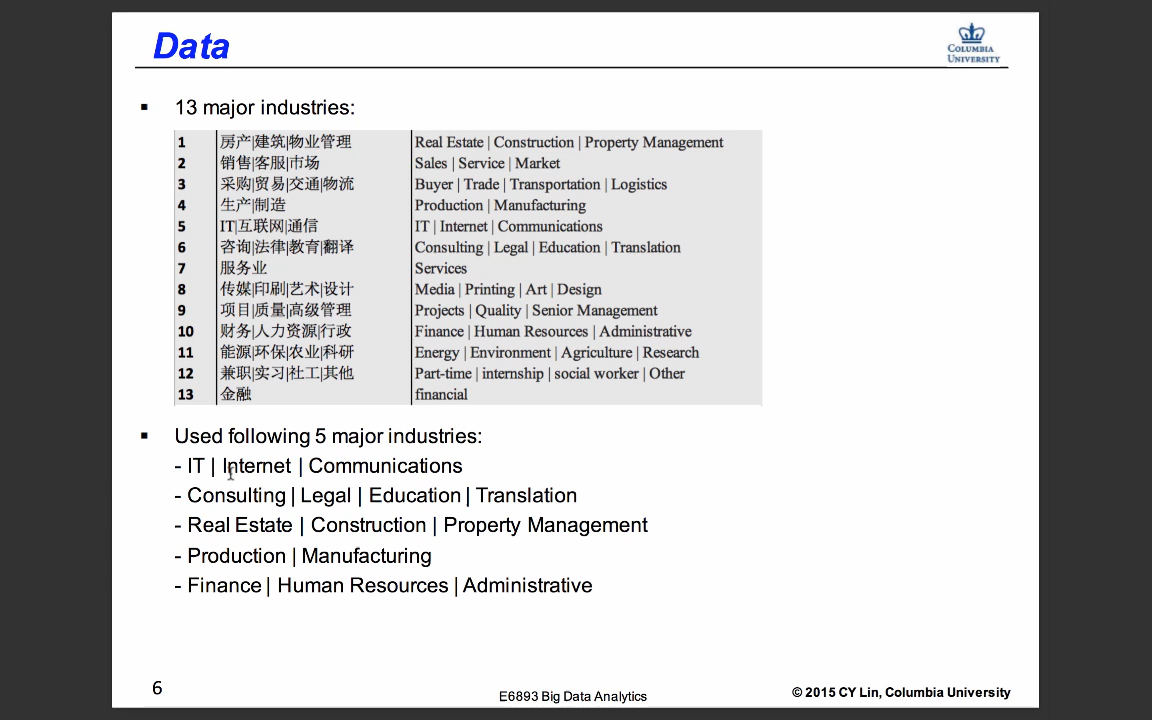 Data
COLUMBIA
UNIVERSITY
▪ 13 major industries:
1 房产|建筑|物业管理 Real Estate | Construction | Property Management
2 销售|客服|市场 Sales | Service | Market
3 采购|贸易|交通|物流 Buyer | Trade | Transportation | Logistics
4 生产|制造 Production | Manufacturing
5 IT|互联网|通信 IT | Internet | Communications
6 咨询|法律|教育|翻译 Consulting | Legal | Education | Translation
7 服务业 Services
8 传媒|印刷|艺术|设计 Media | Printing | Art | Design
9 项目|质量|高级管理 Projects | Quality | Senior Management
10 财务|人力资源|行政 Finance | Human Resources | Administrative
11 能源|环保|农业|科研 Energy | Environment | Agriculture | Research
12 兼职|实习|社工|其他 Part-time | internship | social worker | Other
13 金融 financial
▪ Used following 5 major industries:
- IT | Internet | Communications
- Consulting | Legal | Education | Translation
- Real Estate | Construction | Property Management
- Production | Manufacturing
- Finance | Human Resources | Administrative
6
E6893 Big Data Analytics
© 2015 CY Lin, Columbia University